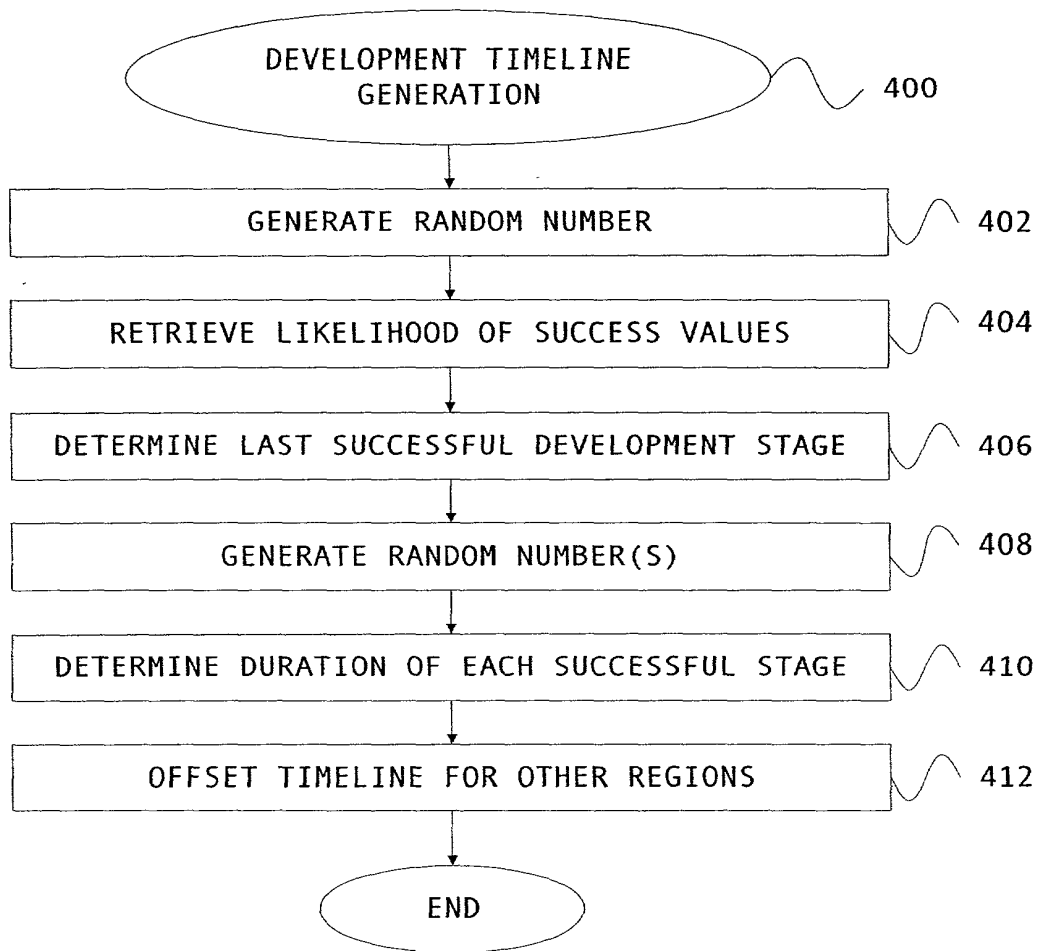 DEVELOPMENT TIMELINE
GENERATION
400
GENERATE RANDOM NUMBER
402
RETRIEVE LIKELIHOOD OF SUCCESS VALUES
404
DETERMINE LAST SUCCESSFUL DEVELOPMENT STAGE
406
GENERATE RANDOM NUMBER(S)
408
DETERMINE DURATION OF EACH SUCCESSFUL STAGE
410
OFFSET TIMELINE FOR OTHER REGIONS
412
END